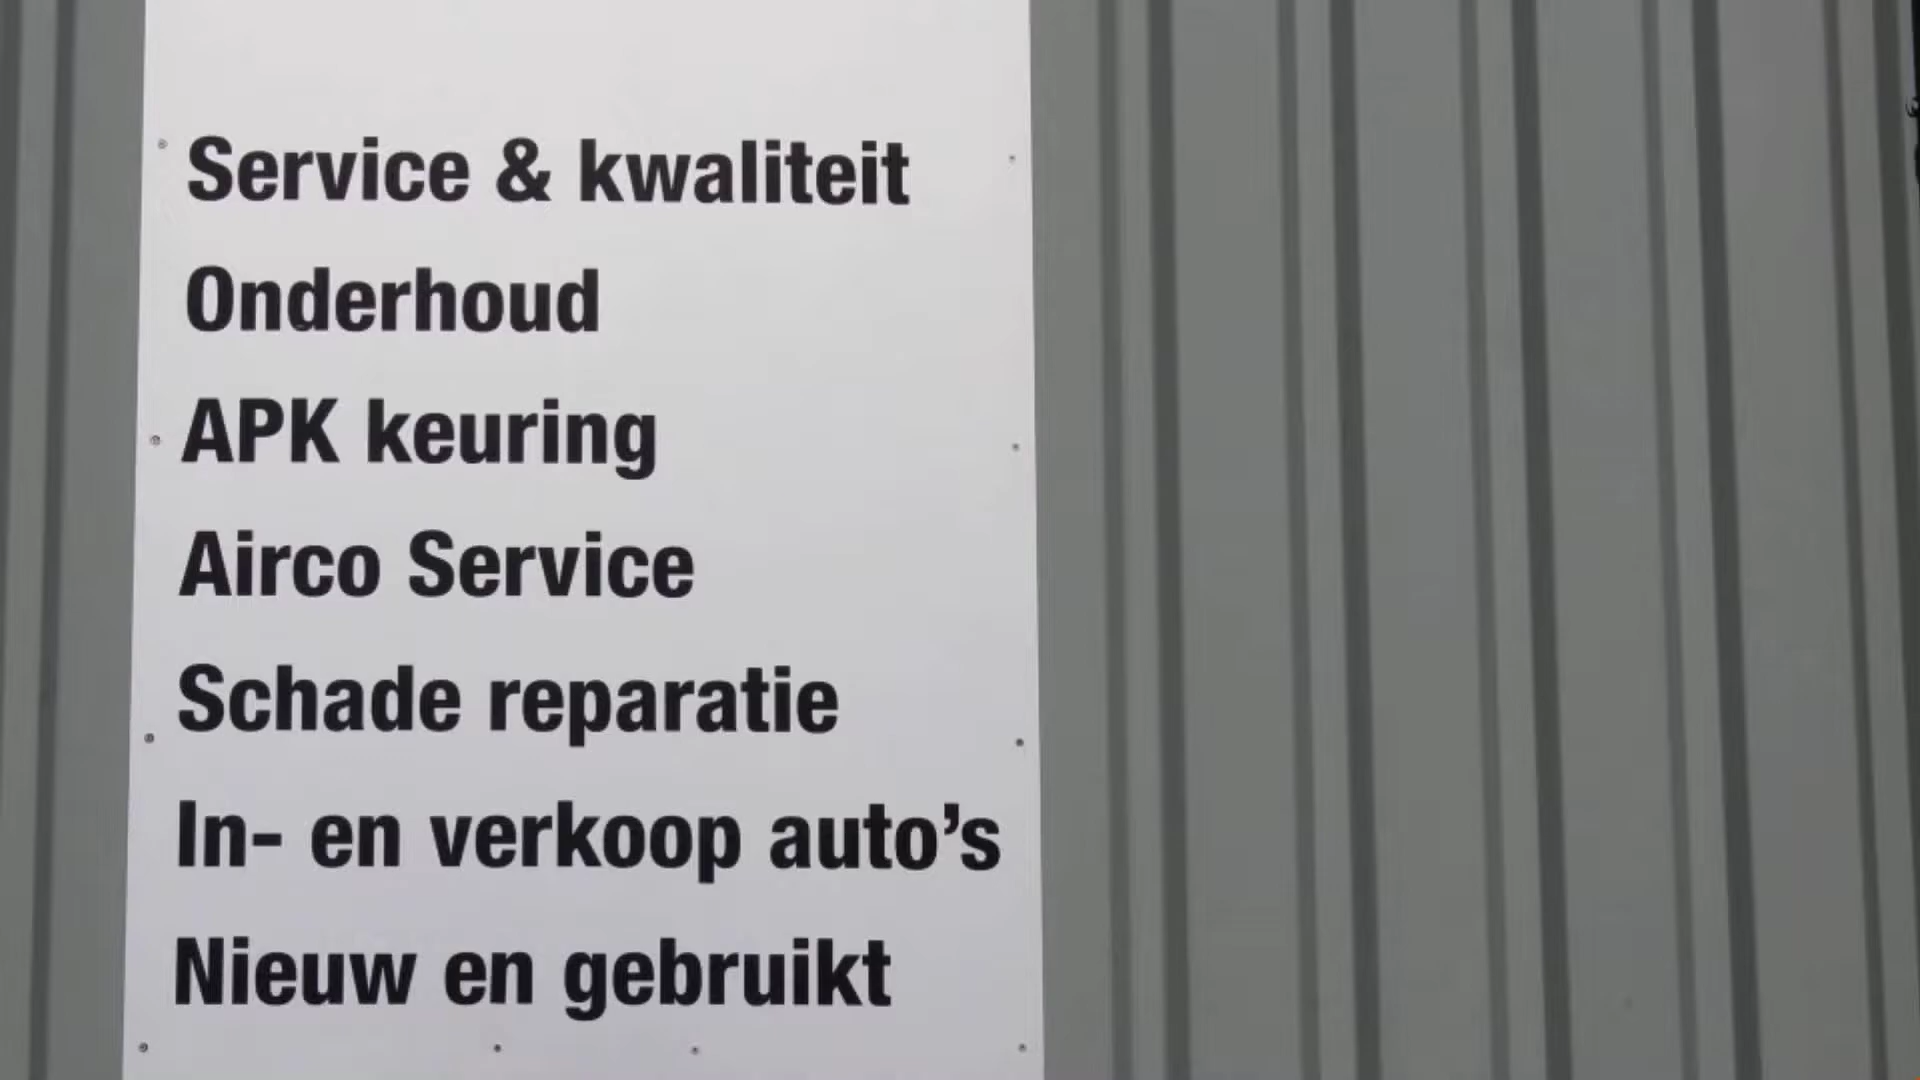 Service & kwaliteit
Onderhoud
APK keuring
Airco Service
Schade reparatie
In- en verkoop auto’s
Nieuw en gebruikt